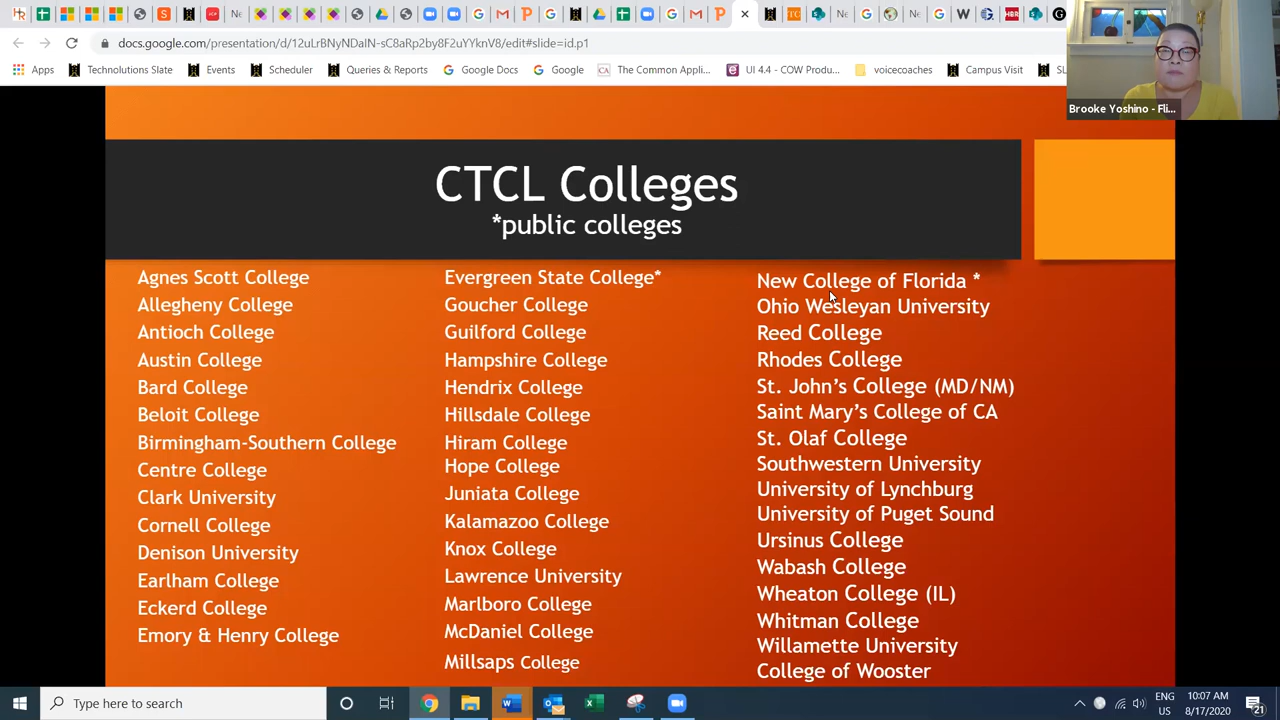 docs.google.com/presentation/d/12uLrBNyNDaIN-sC8aRp2by8F2uYYknV8/edit#slide=id.p1
Apps
Technolutions Slate
Events
Scheduler
Queries & Reports
Google Docs
Google
The Common Appli...
UI 4.4 - COW Produ...
voicecoaches
Campus Visit
Brooke Yoshino - Fli...
CTCL Colleges
*public colleges
Agnes Scott College
Allegheny College
Antioch College
Austin College
Bard College
Beloit College
Birmingham-Southern College
Centre College
Clark University
Cornell College
Denison University
Earlham College
Eckerd College
Emory & Henry College
Evergreen State College*
Goucher College
Guilford College
Hampshire College
Hendrix College
Hillsdale College
Hiram College
Hope College
Juniata College
Kalamazoo College
Knox College
Lawrence University
Marlboro College
McDaniel College
Millsaps College
New College of Florida *
Ohio Wesleyan University
Reed College
Rhodes College
St. John's College (MD/NM)
Saint Mary's College of CA
St. Olaf College
Southwestern University
University of Lynchburg
University of Puget Sound
Ursinus College
Wabash College
Wheaton College (IL)
Whitman College
Willamette University
College of Wooster
Type here to search
ENG
US
10:07 AM
8/17/2020
21